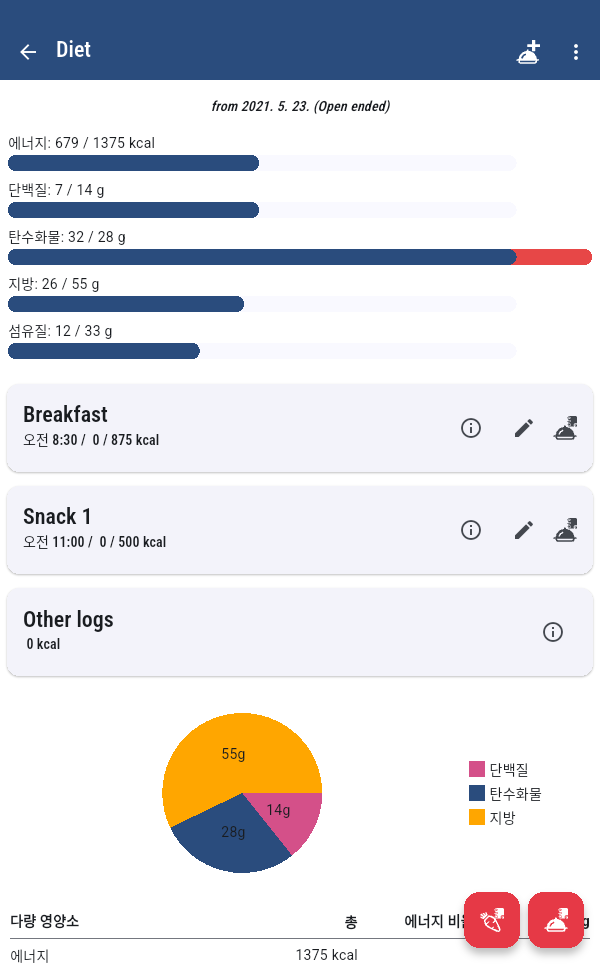 Diet
from 2021. 5. 23. (Open ended)
에너지: 679 / 1375 kcal
단백질: 7 / 14 g
탄수화물: 32 / 28 g
지방: 26 / 55 g
섬유질: 12 / 33 g
Breakfast
오전 8:30 / 0 / 875 kcal
Snack 1
오전 11:00 / 0 / 500 kcal
Other logs
0 kcal
55g
14g
28g
단백질
탄수화물
지방
다량 영양소 총 에너지 g
에너지 1375 kcal